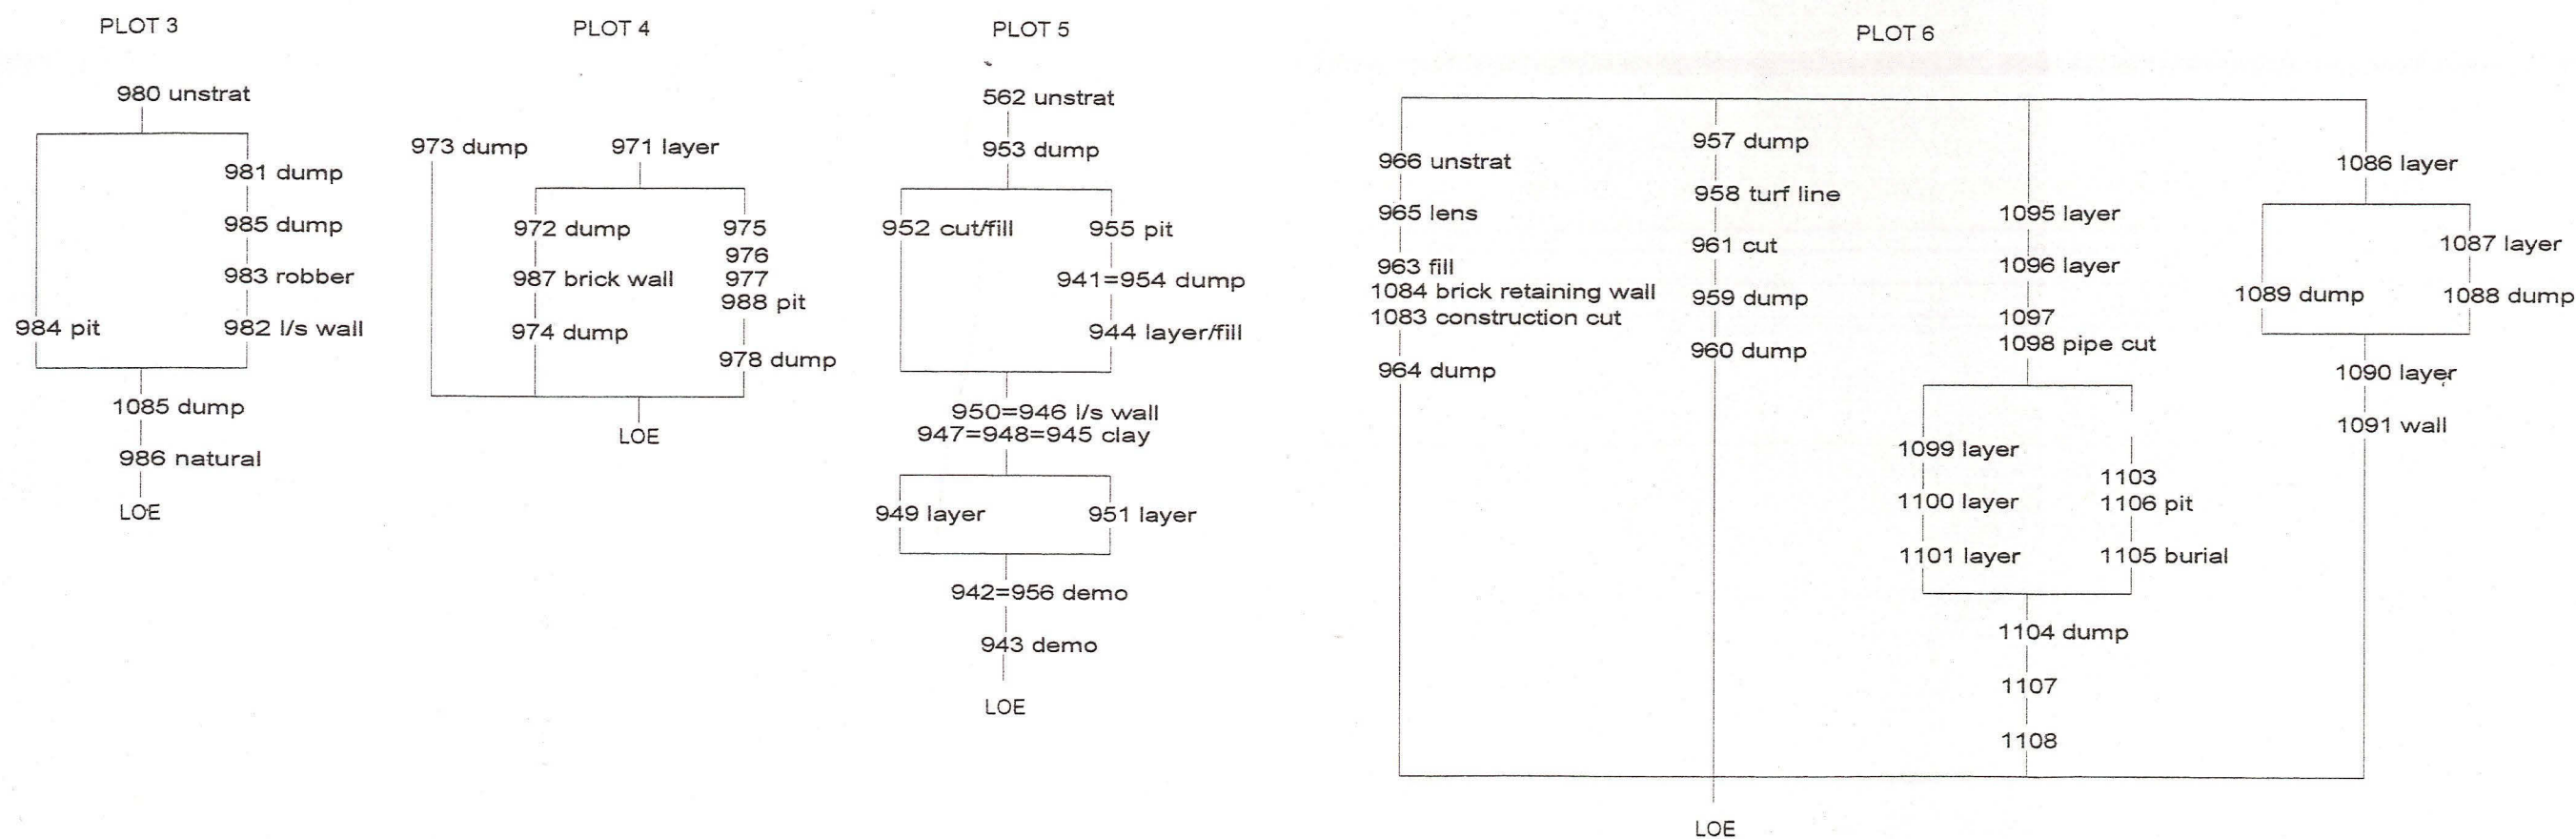 PLOT 3
980 unstrat
981 dump
985 dump
983 robber
984 pit
982 l/s wall
1085 dump
986 natural
LOE
PLOT 4
973 dump
971 layer
972 dump
987 brick wall
974 dump
975
976
977
988 pit
978 dump
LOE
PLOT 5
562 unstrat
953 dump
952 cut/fill
955 pit
941=954 dump
944 layer/fill
950=946 l/s wall
947=948=945 clay
949 layer
951 layer
942=956 demo
943 demo
LOE
PLOT 6
966 unstrat
965 lens
963 fill
1084 brick retaining wall
1083 construction cut
964 dump
957 dump
958 turf line
961 cut
959 dump
960 dump
1095 layer
1096 layer
1097
1098 pipe cut
1099 layer
1100 layer
1101 layer
1103
1106 pit
1105 burial
1104 dump
1107
1108
1086 layer
1087 layer
1089 dump
1088 dump
1090 layer
1091 wall
LOE